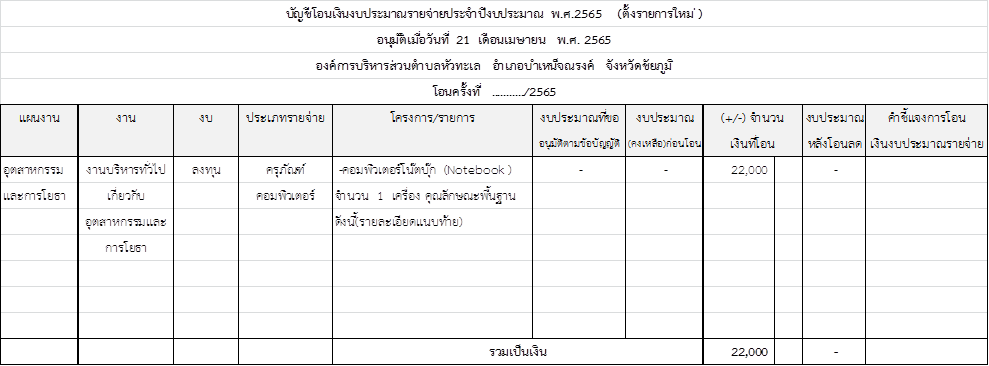 บัญชีโอนเงินงบประมาณรายจ่ายประจำปีงบประมาณ พ.ศ.2565 (ตั้งรายการใหม่ )
อนุมัติเมื่อวันที่ 21 เดือนเมษายน พ.ศ. 2565
องค์การบริหารส่วนตำบลหัวทะเล อำเภอบำเหน็จณรงค์ จังหวัดชัยภูมิ
โอนครั้งที่ .........../2565
แผนงาน งาน งบ ประเภทรายจ่าย โครงการ/รายการ งบประมาณที่ขอ งบประมาณ (+/-) จำนวน งบประมาณ คำชี้แจงการโอน
อนุมัติตามข้อบัญญัติ (คงเหลือ)ก่อนโอน เงินที่โอน หลังโอนลด เงินงบประมาณรายจ่าย
อุตสาหกรรม งานบริหารทั่วไป ลงทุน ครุภัณฑ์ -คอมพิวเตอร์โน๊ตบุ๊ก (Notebook ) - - 22,000 -
และการโยธา เกี่ยวกับ คอมพิวเตอร์ จำนวน 1 เครื่อง คุณลักษณะพื้นฐาน
อุตสาหกรรมและ ดังนี้(รายละเอียดแนบท้าย)
การโยธา
รวมเป็นเงิน 22,000 -